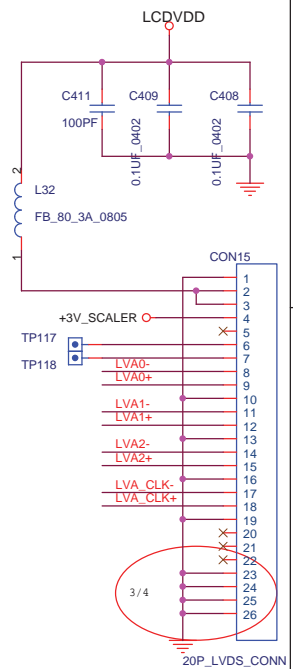 LCDVDD
C411
C409
C408
100PF
0.1UF_0402
0.1UF_0402
2
L32
FB_80_3A_0805
1
CON15
1
2
3
+3V_SCALER
4
5
TP117
6
7
TP118
LVA0-
8
LVA0+
9
10
LVA1-
11
LVA1+
12
13
LVA2-
14
LVA2+
15
16
LVA_CLK-
17
LVA_CLK+
18
19
20
21
22
23
3/4
24
25
26
20P_LVDS_CONN